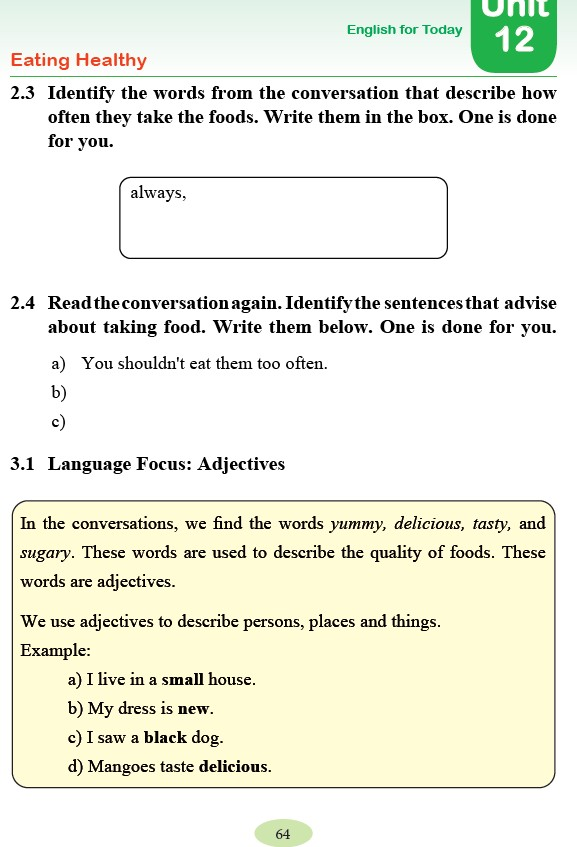 Unit
English for Today
12
Eating Healthy
2.3 Identify the words from the conversation that describe how
often they take the foods. Write them in the box. One is done
for you.
always,
2.4 Read the conversation again. Identify the sentences that advise
about taking food. Write them below. One is done for you.
a) You shouldn't eat them too often.
b)
c)
3.1 Language Focus: Adjectives
In the conversations, we find the words yummy, delicious, tasty, and
sugary. These words are used to describe the quality of foods. These
words are adjectives.
We use adjectives to describe persons, places and things.
Example:
a) I live in a small house.
b) My dress is new.
c) I saw a black dog.
d) Mangoes taste delicious.
64